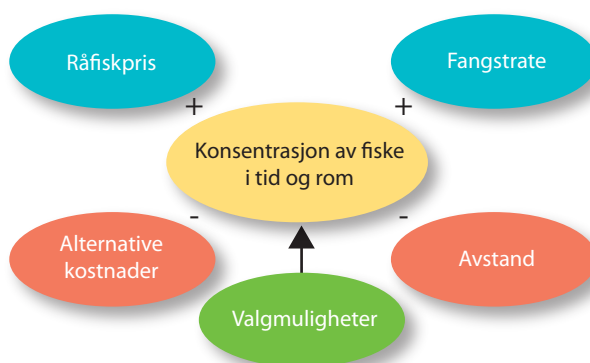 Råfiskpris
Fangstrate
+
+
Konsentrasjon av fiske
i tid og rom
-
-
Alternative
kostnader
Avstand
Valgmuligheter